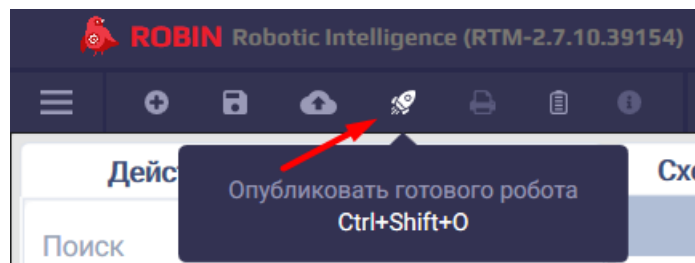 ROBIN Robotic Intelligence (RTM-2.7.10.39154)
Опубликовать готового робота
Ctrl+Shift+O
Поиск